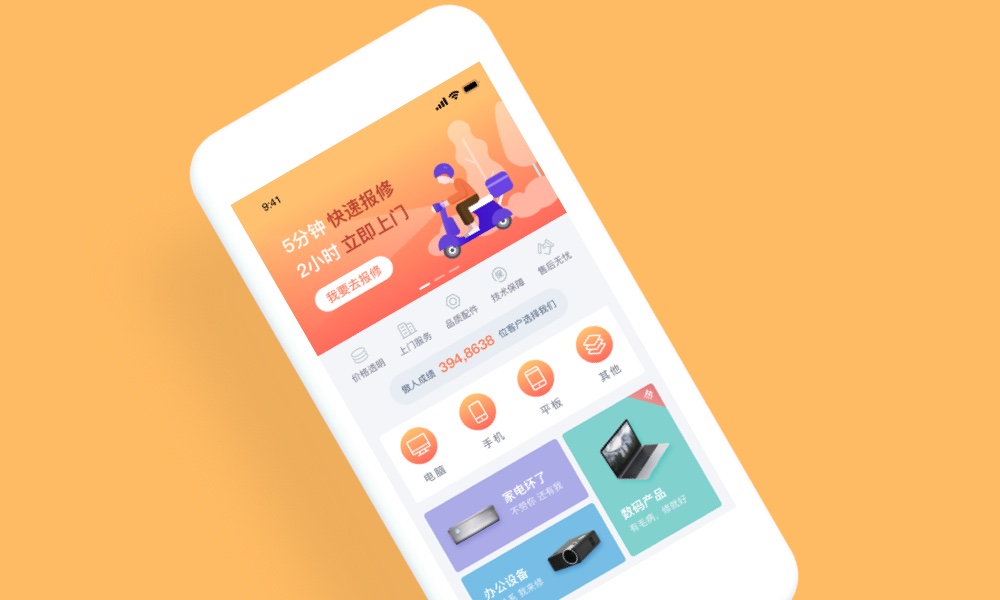 9:41
5分钟 快速报修
2小时 立即上门
我要去报修
价格透明
上门服务
品质配件
技术保障
售后无忧
傲人成绩 394,8638 位客户选择我们
电脑
手机
平板
其他
家电坏了
不劳你 还有我
数码产品
有毛病，修就好
办公设备
我来修